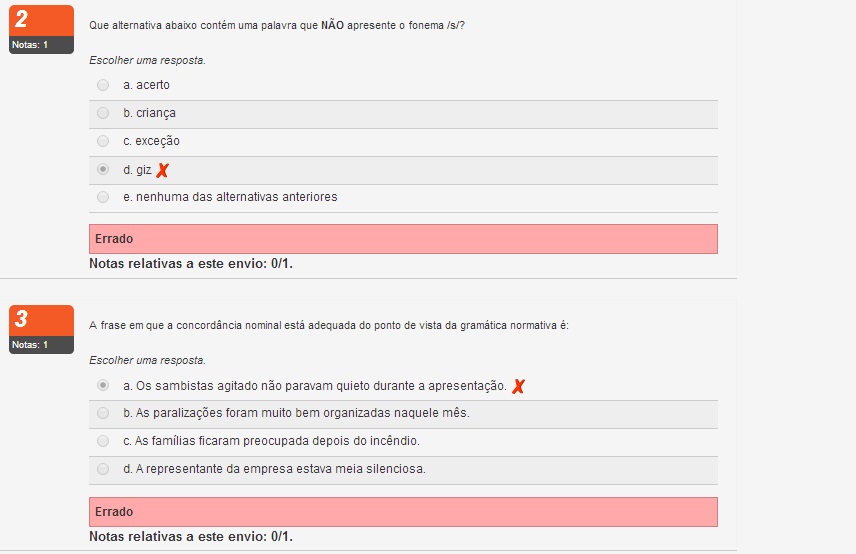 2
Notas: 1
Que alternativa abaixo contém uma palavra que NÃO apresente o fonema /s/?
Escolher uma resposta.
a. acerto
b. criança
c. exceção
d. giz
e. nenhuma das alternativas anteriores
Errado
Notas relativas a este envio: 0/1.
3
Notas: 1
A frase em que a concordância nominal está adequada do ponto de vista da gramática normativa é:
Escolher uma resposta.
a. Os sambistas agitado não paravam quieto durante a apresentação.
b. As paralizações foram muito bem organizadas naquele mês.
c. As famílias ficaram preocupada depois do incêndio.
d. A representante da empresa estava meia silenciosa.
Errado
Notas relativas a este envio: 0/1.